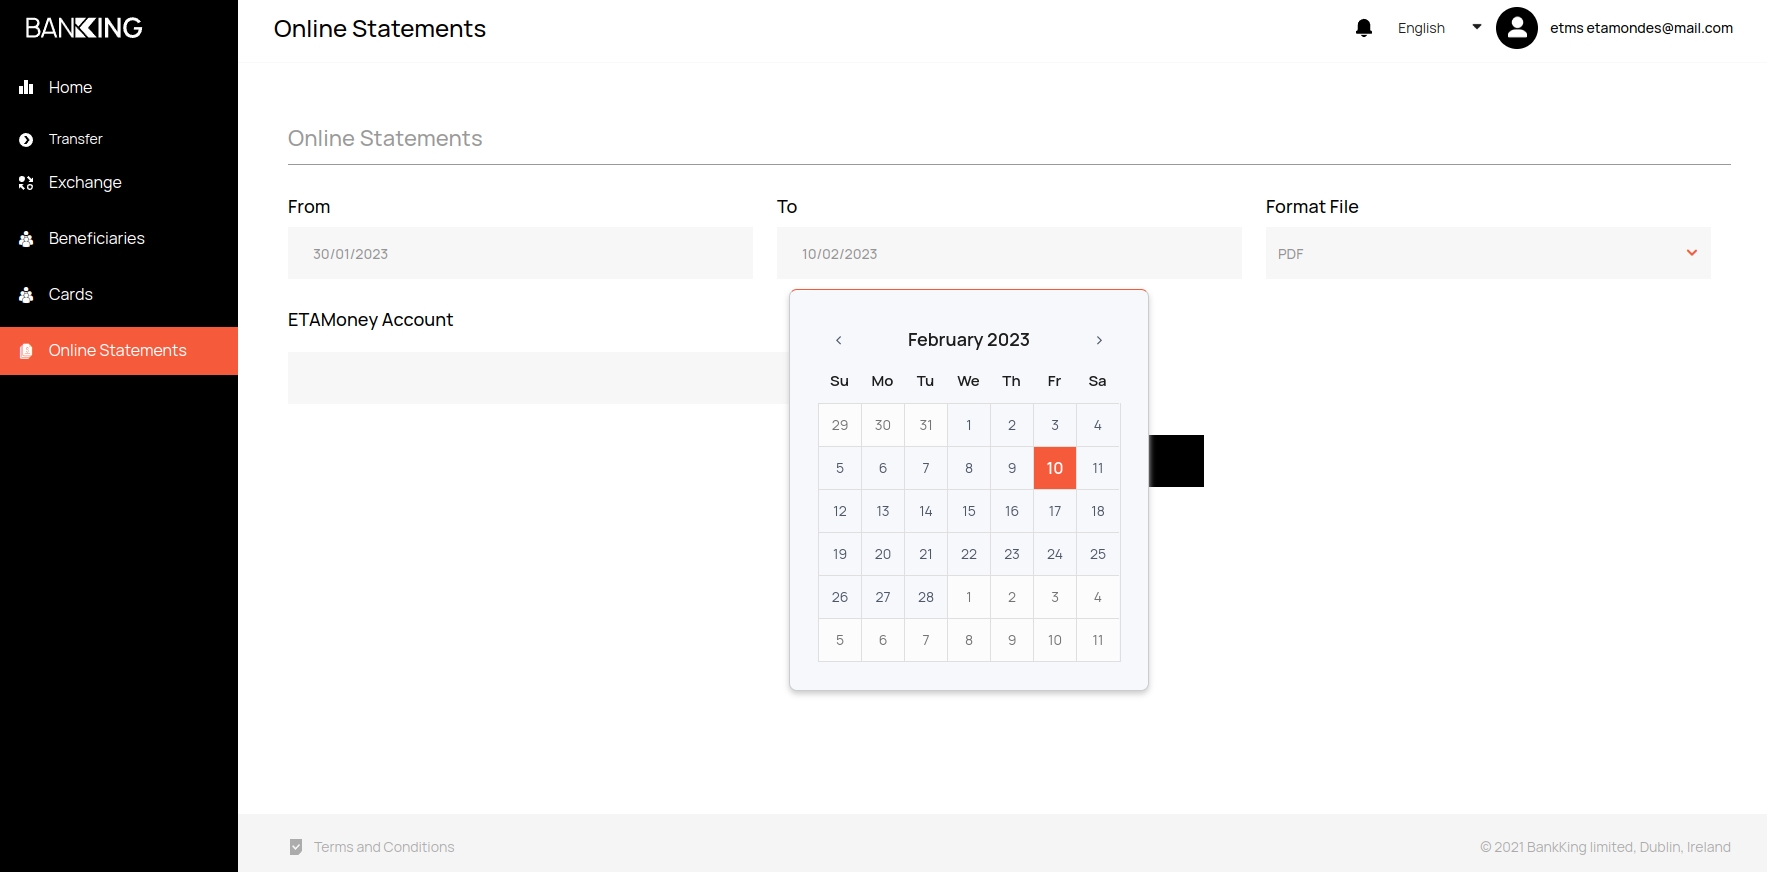 BANKKING
Online Statements
English
etms etamondes@mail.com
Home
Transfer
Exchange
Beneficiaries
Cards
Online Statements
Online Statements
From
To
Format File
30/01/2023
10/02/2023
PDF
ETAMoney Account
February 2023
Su Mo Tu We Th Fr Sa
29 30 31 1 2 3 4
5 6 7 8 9 10 11
12 13 14 15 16 17 18
19 20 21 22 23 24 25
26 27 28 1 2 3 4
5 6 7 8 9 10 11
Terms and Conditions
© 2021 BankKing limited, Dublin, Ireland